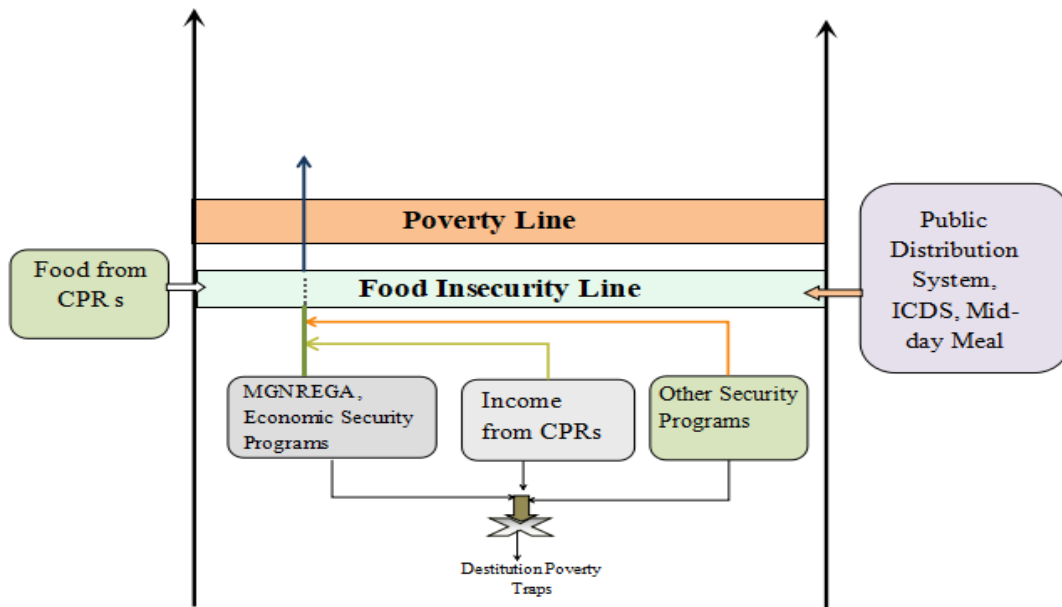 Poverty Line
Food from
CPR s
Food Insecurity Line
Public
Distribution
System,
ICDS, Mid-
day Meal
MGNREGA,
Economic Security
Programs
Income
from CPRs
Other Security
Programs
Destitution Poverty
Traps